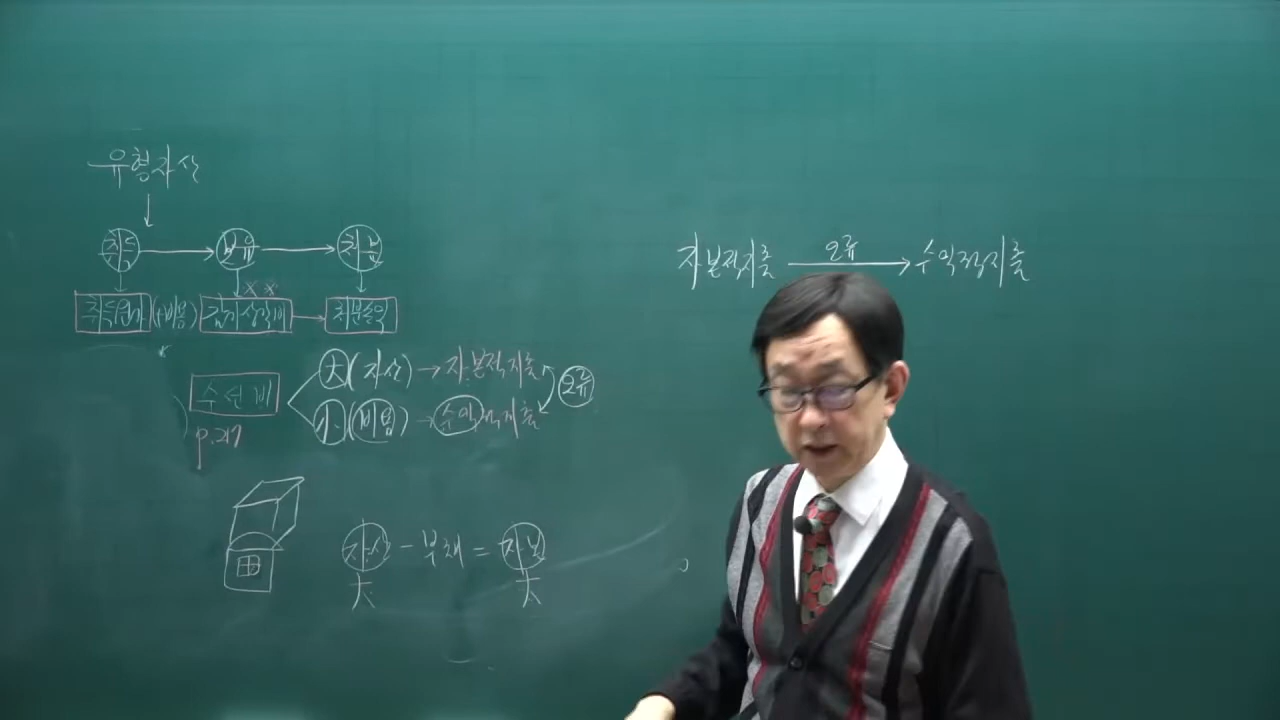 유형자산
취득 보유 처분
취득원가 (+비용) 감가상각비 처분손익
수선비 大 (자산) → 자본적지출
小 (비용) → 수익적지출
오류
p.217
자산 - 부채 = 자본
大 大
자본적지출 오류 → 수익적지출